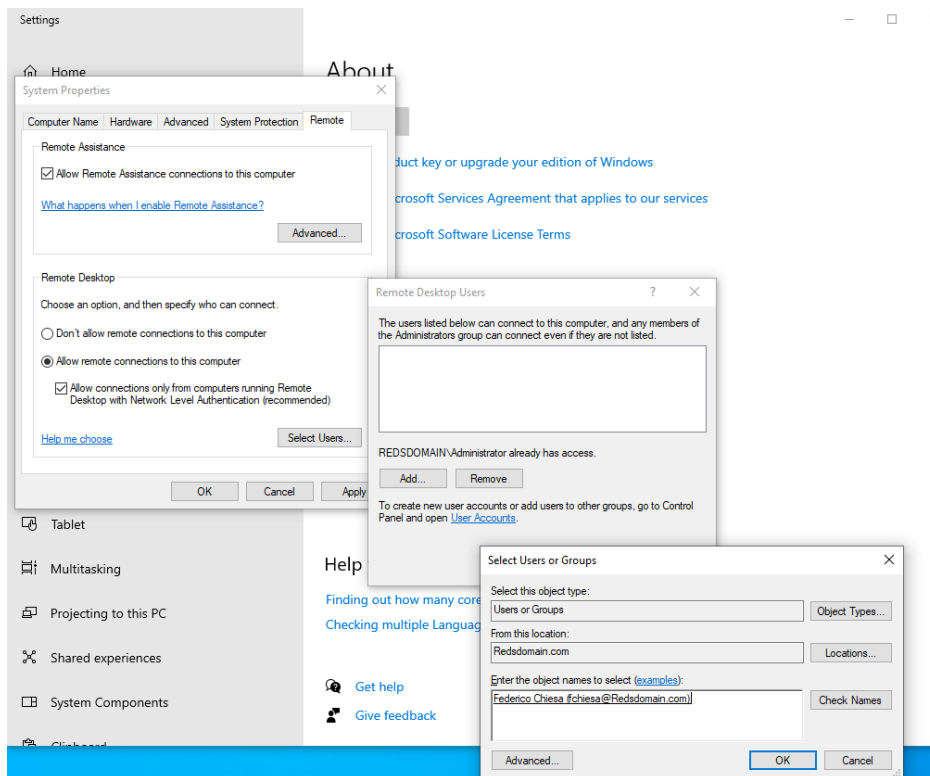 Settings
Home
About
System Properties
Computer Name
Hardware
Advanced
System Protection
Remote
Remote Assistance
Allow Remote Assistance connections to this computer
What happens when I enable Remote Assistance?
Advanced...
Remote Desktop
Choose an option, and then specify who can connect.
Don't allow remote connections to this computer
Allow remote connections to this computer
Allow connections only from computers running Remote
Desktop with Network Level Authentication (recommended)
Help me choose
Select Users...
OK
Cancel
Apply
key or upgrade your edition of Windows
Services Agreement that applies to our services
Software License Terms
Remote Desktop Users
?
The users listed below can connect to this computer, and any members of
the Administrators group can connect even if they are not listed.
REDSDOMAIN\Administrator already has access.
Add...
Remove
To create new user accounts or add users to other groups, go to Control
Panel and open User Accounts.
Tablet
Multitasking
Projecting to this PC
Shared experiences
System Components
Clipboard
Help
Finding out how many
Checking multiple
Get help
Give feedback
Select Users or Groups
Select this object type:
Users or Groups
Object Types...
From this location:
Redsdomain.com
Locations...
Enter the object names to select (examples):
Federico Chiesa (fchiesa@Redsdomain.com)
Check Names
Advanced...
OK
Cancel